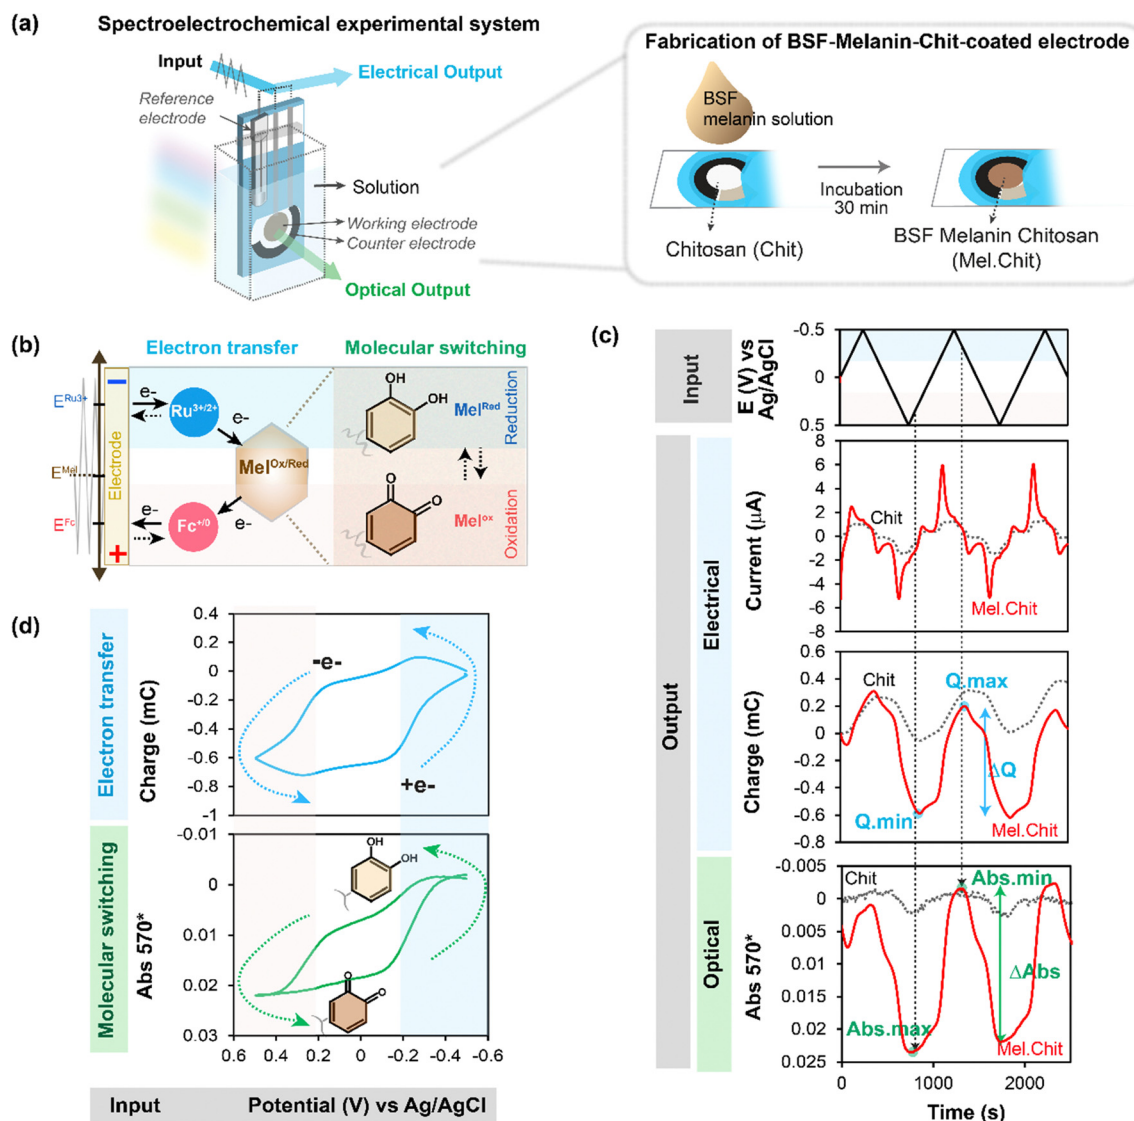 (a)
Spectroelectrochemical experimental system
Input
Electrical Output
Reference
electrode
Solution
Working electrode
Counter electrode
Optical Output
Fabrication of BSF-Melanin-Chit-coated electrode
BSF
melanin solution
Incubation
30 min
Chitosan (Chit)
BSF Melanin Chitosan
(Mel.Chit)
(b)
Electron transfer
Molecular switching
E^Ru3+
E^Mel
E^Fc
Electrode
−
+
e-
Ru^3+/2+
e-
Mel^Ox/Red
Fc^+/0
e-
e-
OH
OH
Mel^Red
Reduction
O
O
Mel^ox
Oxidation
(c)
Input
E (V) vs
Ag/AgCl
-0.5
0
0.5
Output
Electrical
Current (µA)
8
6
4
2
0
-2
-4
-6
-8
Chit
Mel.Chit
Charge (mC)
0.6
0.4
0.2
0
-0.2
-0.4
-0.6
-0.8
Chit
Q.max
ΔQ
Q.min
Mel.Chit
Optical
Abs 570*
-0.005
0
0.005
0.01
0.015
0.02
0.025
Chit
Abs.min
ΔAbs
Abs.max
Mel.Chit
0
1000
2000
Time (s)
(d)
Electron transfer
Charge (mC)
0.4
0.2
0
-0.2
-0.4
-0.6
-0.8
-1
-e-
+e-
Molecular switching
Abs 570*
-0.01
0
0.01
0.02
0.03
OH
OH
O
O
0.6
0.4
0.2
0
-0.2
-0.4
-0.6
Input
Potential (V) vs Ag/AgCl